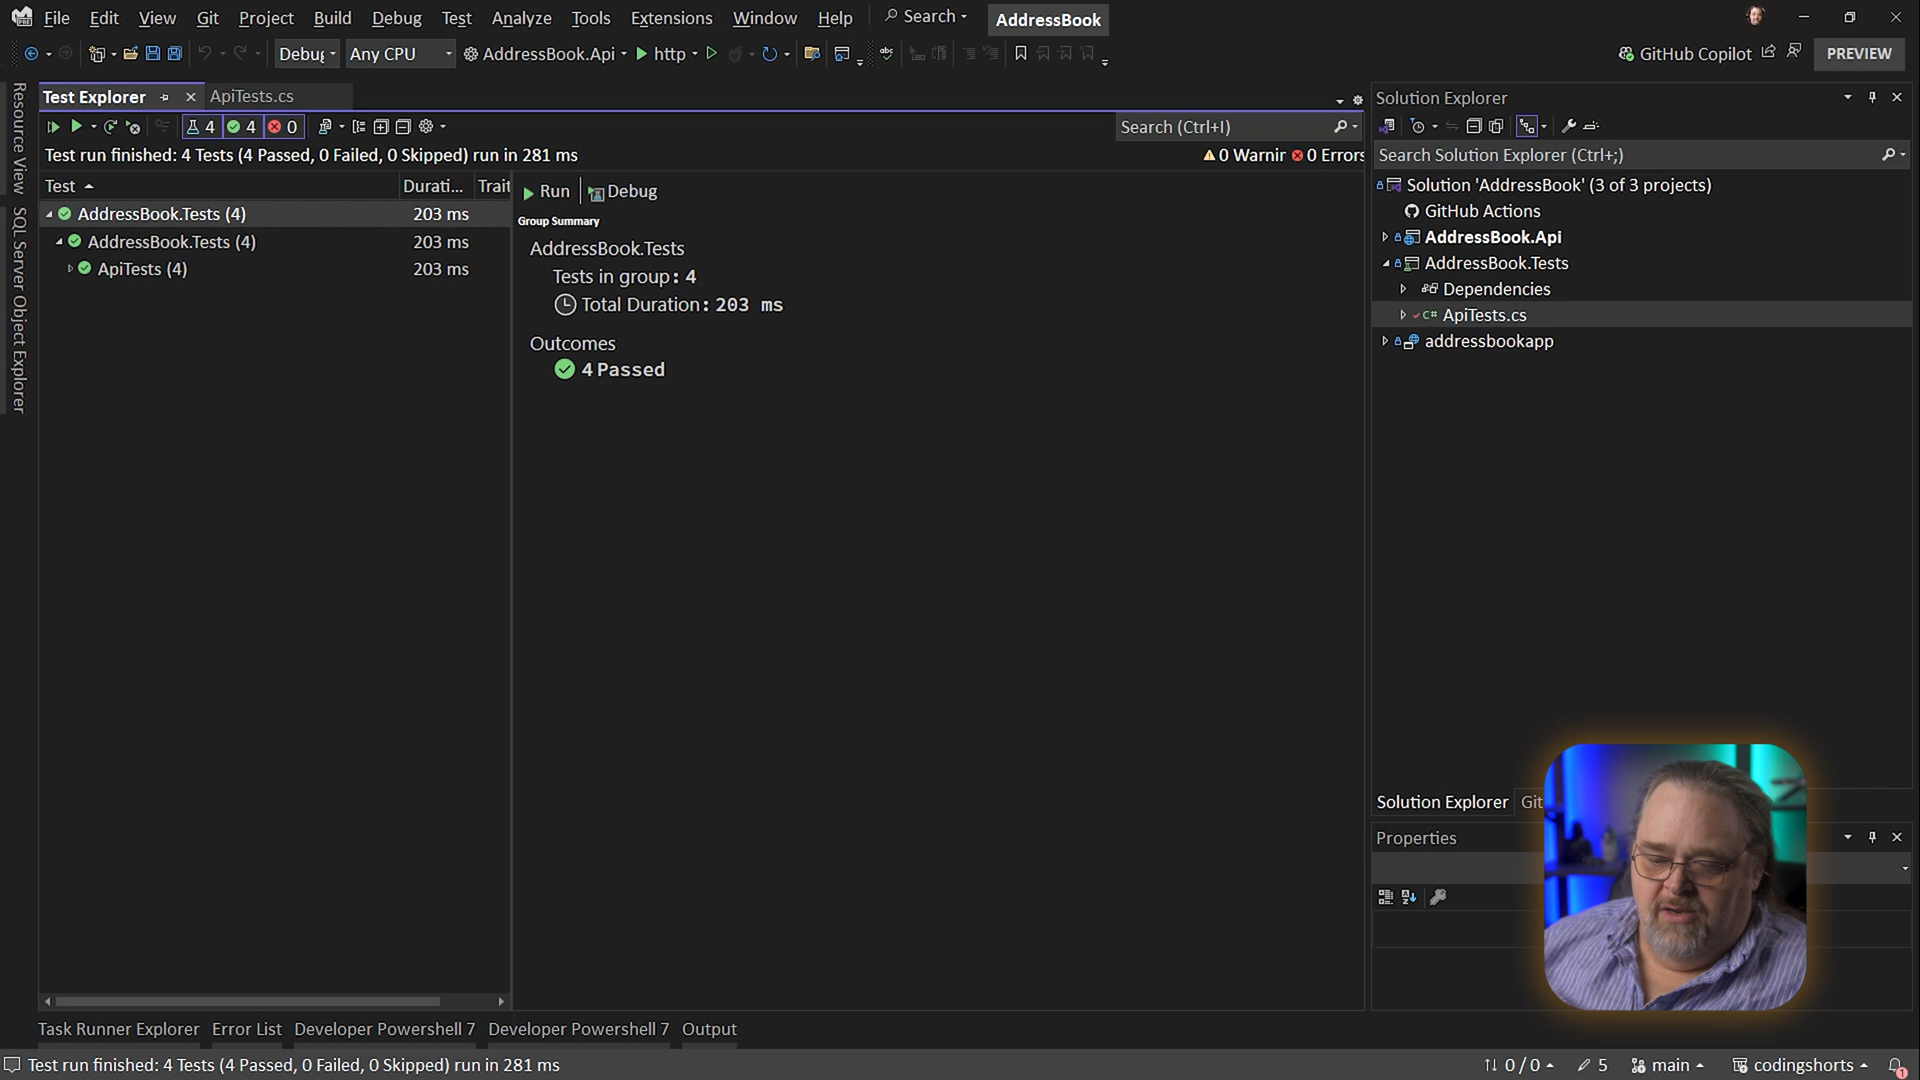 File Edit View Git Project Build Debug Test Analyze Tools Extensions Window Help Search AddressBook
Debug Any CPU AddressBook.Api http GitHub Copilot PREVIEW
Resource View
SQL Server Object Explorer
Test Explorer ApiTests.cs
4 4 0 Search (Ctrl+I)
Test run finished: 4 Tests (4 Passed, 0 Failed, 0 Skipped) run in 281 ms 0 Warnir 0 Errors
Test Durati... Trait
AddressBook.Tests (4) 203 ms
AddressBook.Tests (4) 203 ms
ApiTests (4) 203 ms
Run Debug
Group Summary
AddressBook.Tests
Tests in group: 4
Total Duration: 203 ms
Outcomes
4 Passed
Solution Explorer
Search Solution Explorer (Ctrl+;)
Solution 'AddressBook' (3 of 3 projects)
GitHub Actions
AddressBook.Api
AddressBook.Tests
Dependencies
C# ApiTests.cs
addressbookapp
Solution Explorer Git
Properties
Task Runner Explorer Error List Developer Powershell 7 Developer Powershell 7 Output
Test run finished: 4 Tests (4 Passed, 0 Failed, 0 Skipped) run in 281 ms 0 / 0 5 main codingshorts 1